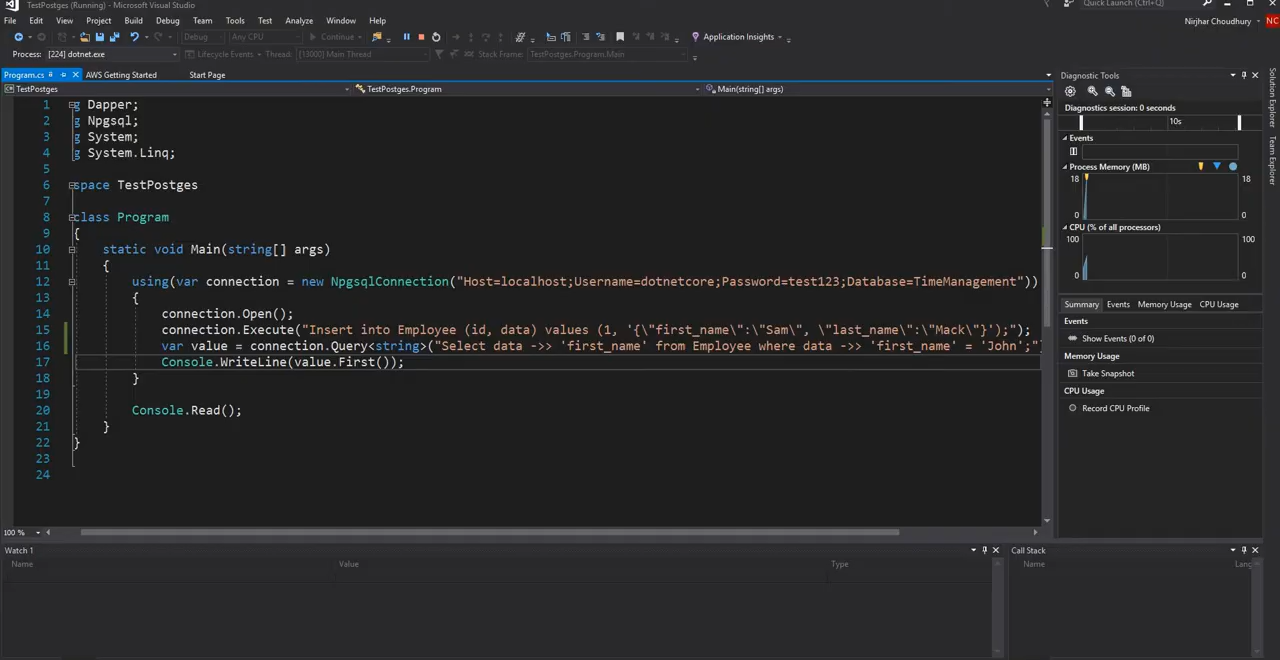 TestPostges (Running) - Microsoft Visual Studio
Quick Launch (Ctrl+Q)
File Edit View Project Build Debug Team Tools Test Analyze Window Help
Nirjhar Choudhury NC
Debug Any CPU Continue Application Insights
Process: [224] dotnet.exe Lifecycle Events Thread: [13000] Main Thread Stack Frame: TestPostges.Program.Main
Program.cs AWS Getting Started Start Page
Diagnostic Tools
TestPostges TestPostges.Program Main(string[] args)
Solution Explorer
Team Explorer
1 g Dapper;
2 g Npgsql;
3 g System;
4 g System.Linq;
5
6 space TestPostges
7
8 class Program
9 {
10 static void Main(string[] args)
11 {
12 using(var connection = new NpgsqlConnection("Host=localhost;Username=dotnetcore;Password=test123;Database=TimeManagement"))
13 {
14 connection.Open();
15 connection.Execute("Insert into Employee (id, data) values (1, '{\"first_name\":\"Sam\", \"last_name\":\"Mack\"}');");
16 var value = connection.Query<string>("Select data ->> 'first_name' from Employee where data ->> 'first_name' = 'John';"
17 Console.WriteLine(value.First());
18 }
19
20 Console.Read();
21 }
22 }
23
24
Diagnostics session: 0 seconds
10s
Events
Process Memory (MB)
18 18
0 0
CPU (% of all processors)
100 100
0 0
Summary Events Memory Usage CPU Usage
Events
Show Events (0 of 0)
Memory Usage
Take Snapshot
CPU Usage
Record CPU Profile
100 %
Watch 1
Name Value Type
Call Stack
Name Lang